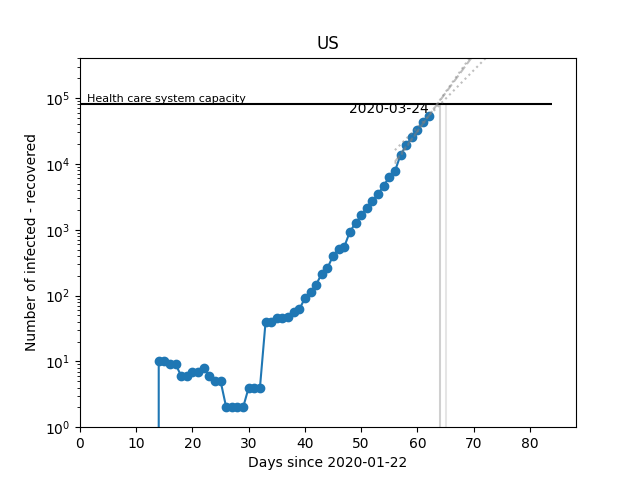 US
Number of infected - recovered
10^5
10^4
10^3
10^2
10^1
10^0
Health care system capacity
2020-03-24
0 10 20 30 40 50 60 70 80
Days since 2020-01-22